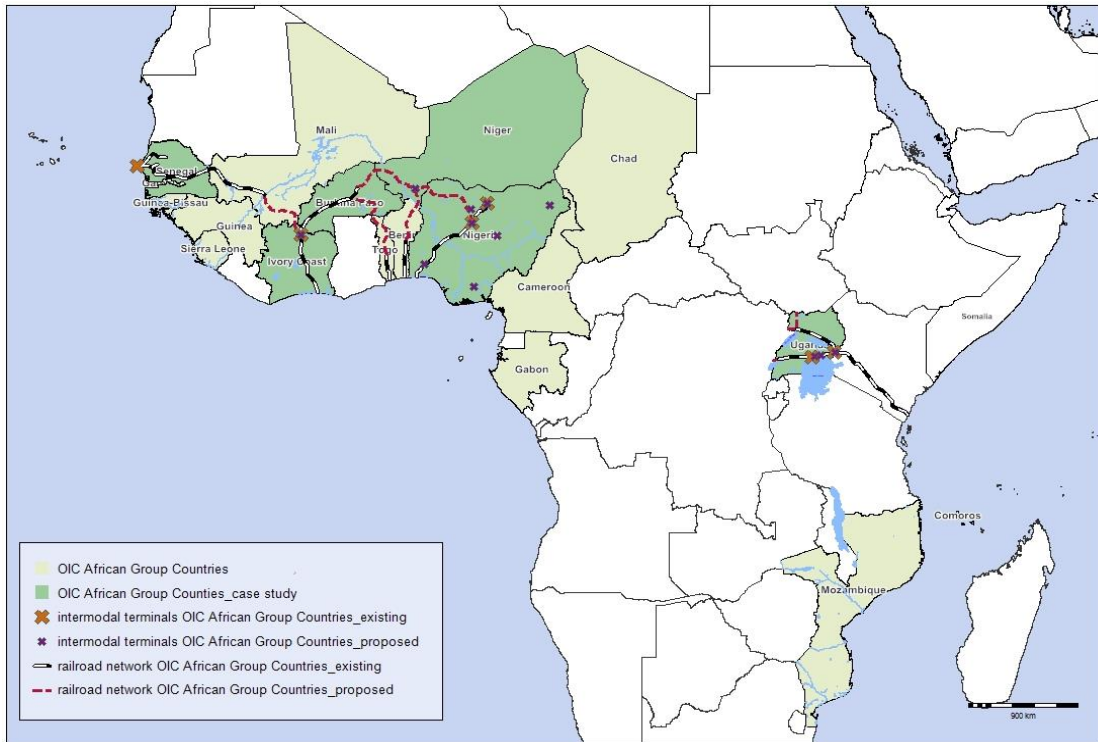 Mali
Niger
Chad
Senegal
Guinea-Bissau
Guinea
Burkina Faso
Sierra Leone
Ivory Coast
Togo
Nigeria
Cameroon
Gabon
Somalia
Comoros
Mozambique
OIC African Group Countries
OIC African Group Counties_case study
intermodal terminals OIC African Group Countries_existing
intermodal terminals OIC African Group Countries_proposed
railroad network OIC African Group Countries_existing
railroad network OIC African Group Countries_proposed
900 km